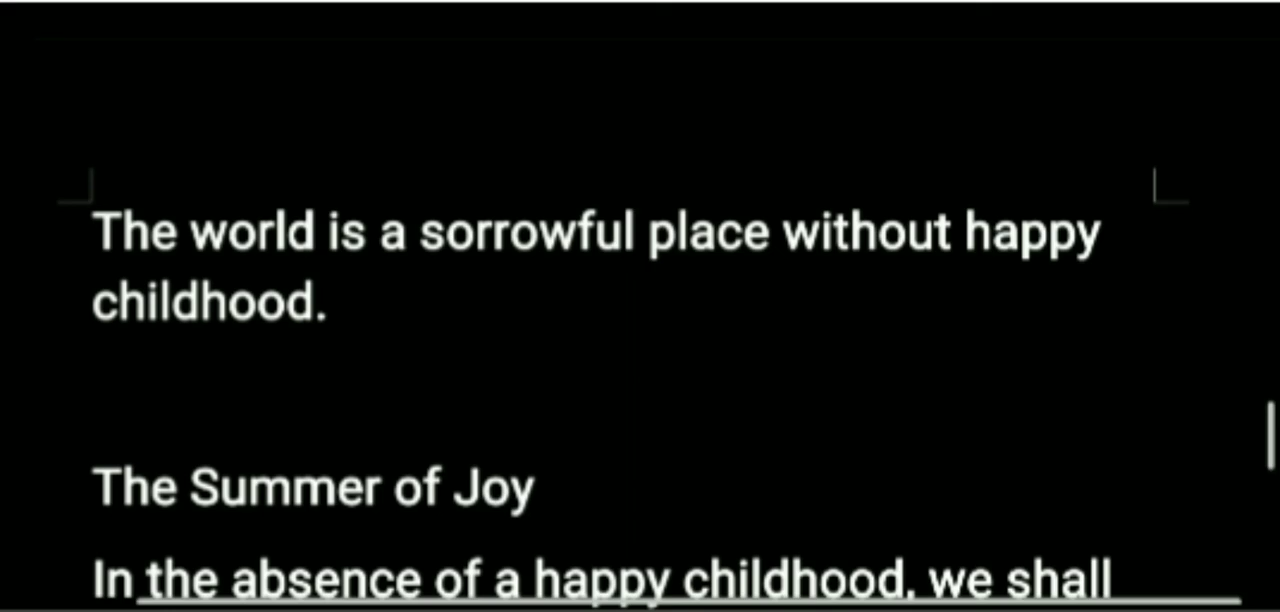 The world is a sorrowful place without happy
childhood.
The Summer of Joy
In the absence of a happy childhood, we shall